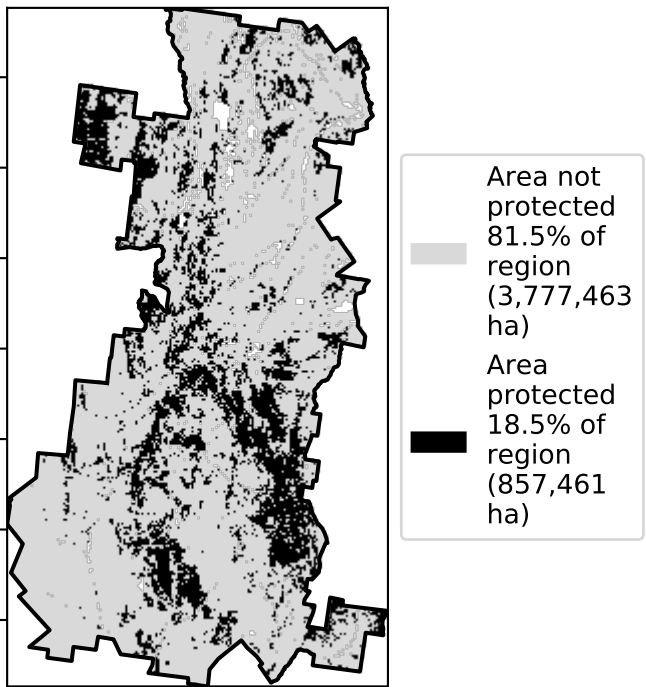 Area not
protected
81.5% of
region
(3,777,463
ha)
Area
protected
18.5% of
region
(857,461
ha)